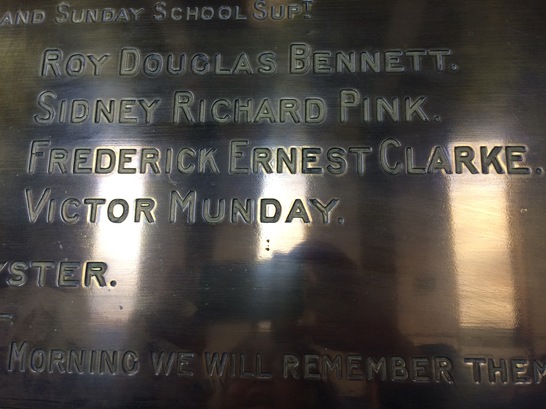 AND SUNDAY SCHOOL SUPT
ROY DOUGLAS BENNETT.
SIDNEY RICHARD PINK.
FREDERICK ERNEST CLARKE.
VICTOR MUNDAY.
YSTER.
MORNING WE WILL REMEMBER THEM